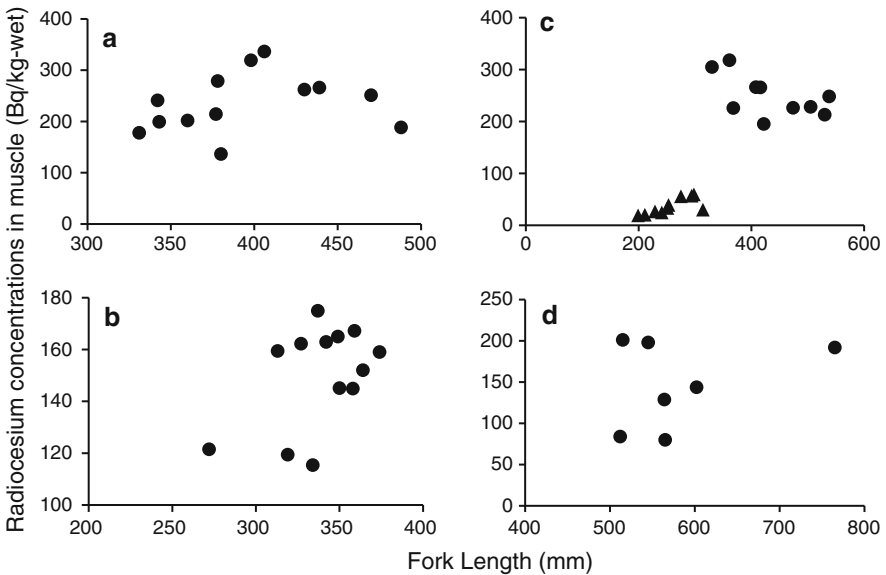 Radiocesium concentrations in muscle (Bq/kg-wet)
a
400
300
200
100
0
300 350 400 450 500
c
400
300
200
100
0
0 200 400 600
b
180
160
140
120
100
200 250 300 350 400
d
250
200
150
100
50
0
400 500 600 700 800
Fork Length (mm)